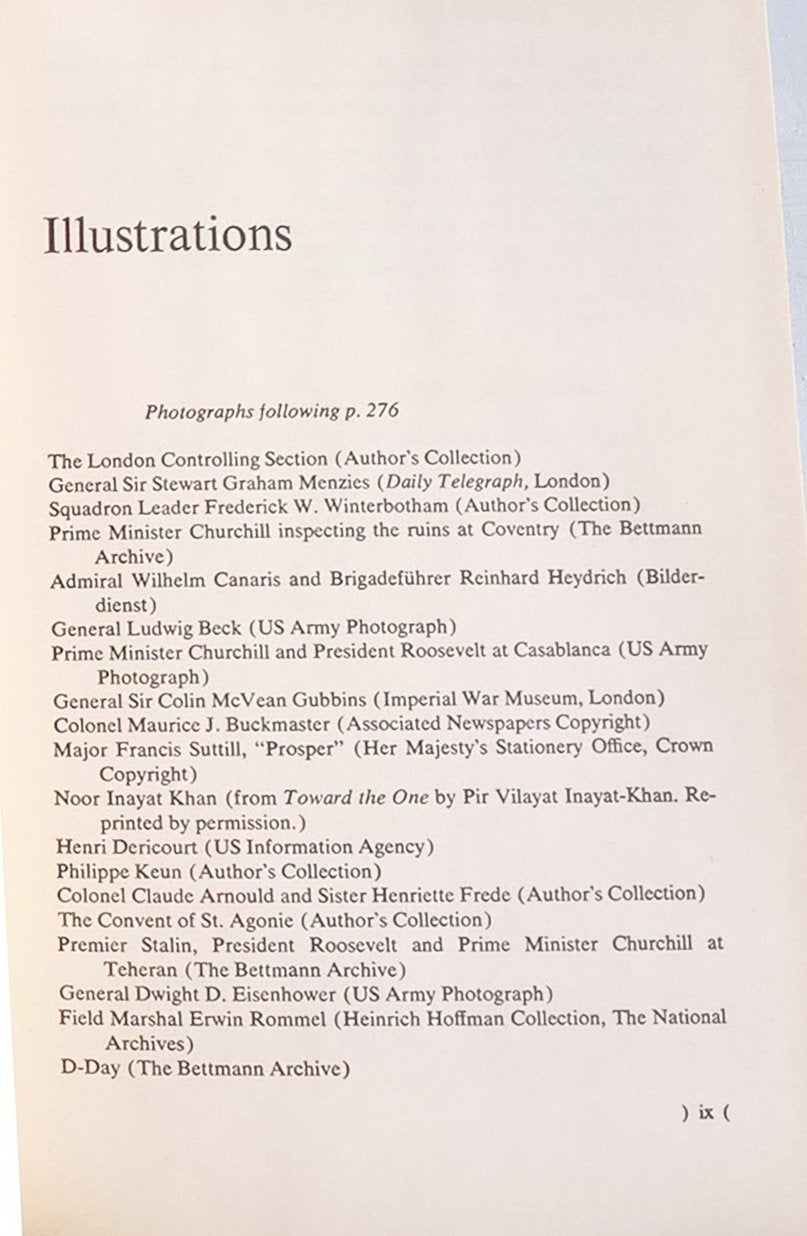 Illustrations
Photographs following p. 276
The London Controlling Section (Author's Collection)
General Sir Stewart Graham Menzies (Daily Telegraph, London)
Squadron Leader Frederick W. Winterbotham (Author's Collection)
Prime Minister Churchill inspecting the ruins at Coventry (The Bettmann
Archive)
Admiral Wilhelm Canaris and Brigadeführer Reinhard Heydrich (Bilder-
dienst)
General Ludwig Beck (US Army Photograph)
Prime Minister Churchill and President Roosevelt at Casablanca (US Army
Photograph)
General Sir Colin McVean Gubbins (Imperial War Museum, London)
Colonel Maurice J. Buckmaster (Associated Newspapers Copyright)
Major Francis Suttill, "Prosper" (Her Majesty's Stationery Office, Crown
Copyright)
Noor Inayat Khan (from Toward the One by Pir Vilayat Inayat-Khan. Re-
printed by permission.)
Henri Dericourt (US Information Agency)
Philippe Keun (Author's Collection)
Colonel Claude Arnould and Sister Henriette Frede (Author's Collection)
The Convent of St. Agonie (Author's Collection)
Premier Stalin, President Roosevelt and Prime Minister Churchill at
Teheran (The Bettmann Archive)
General Dwight D. Eisenhower (US Army Photograph)
Field Marshal Erwin Rommel (Heinrich Hoffman Collection, The National
Archives)
D-Day (The Bettmann Archive)
) ix (